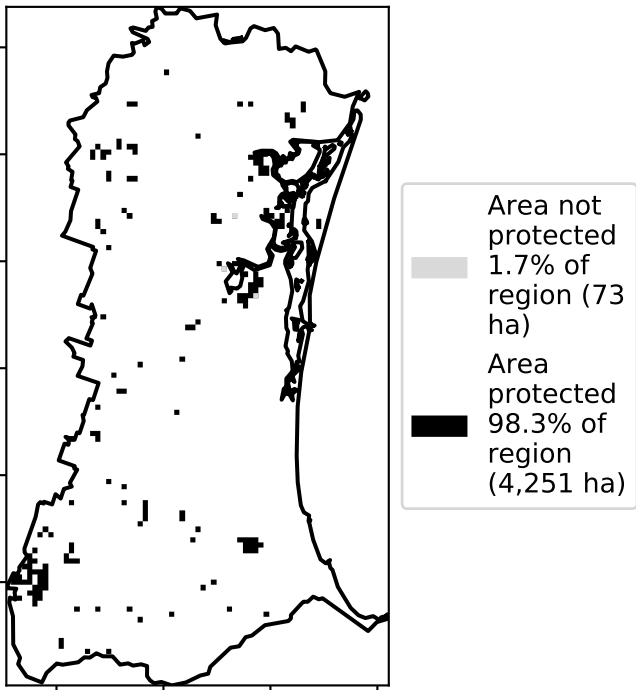 Area not
protected
1.7% of
region (73
ha)
Area
protected
98.3% of
region
(4,251 ha)